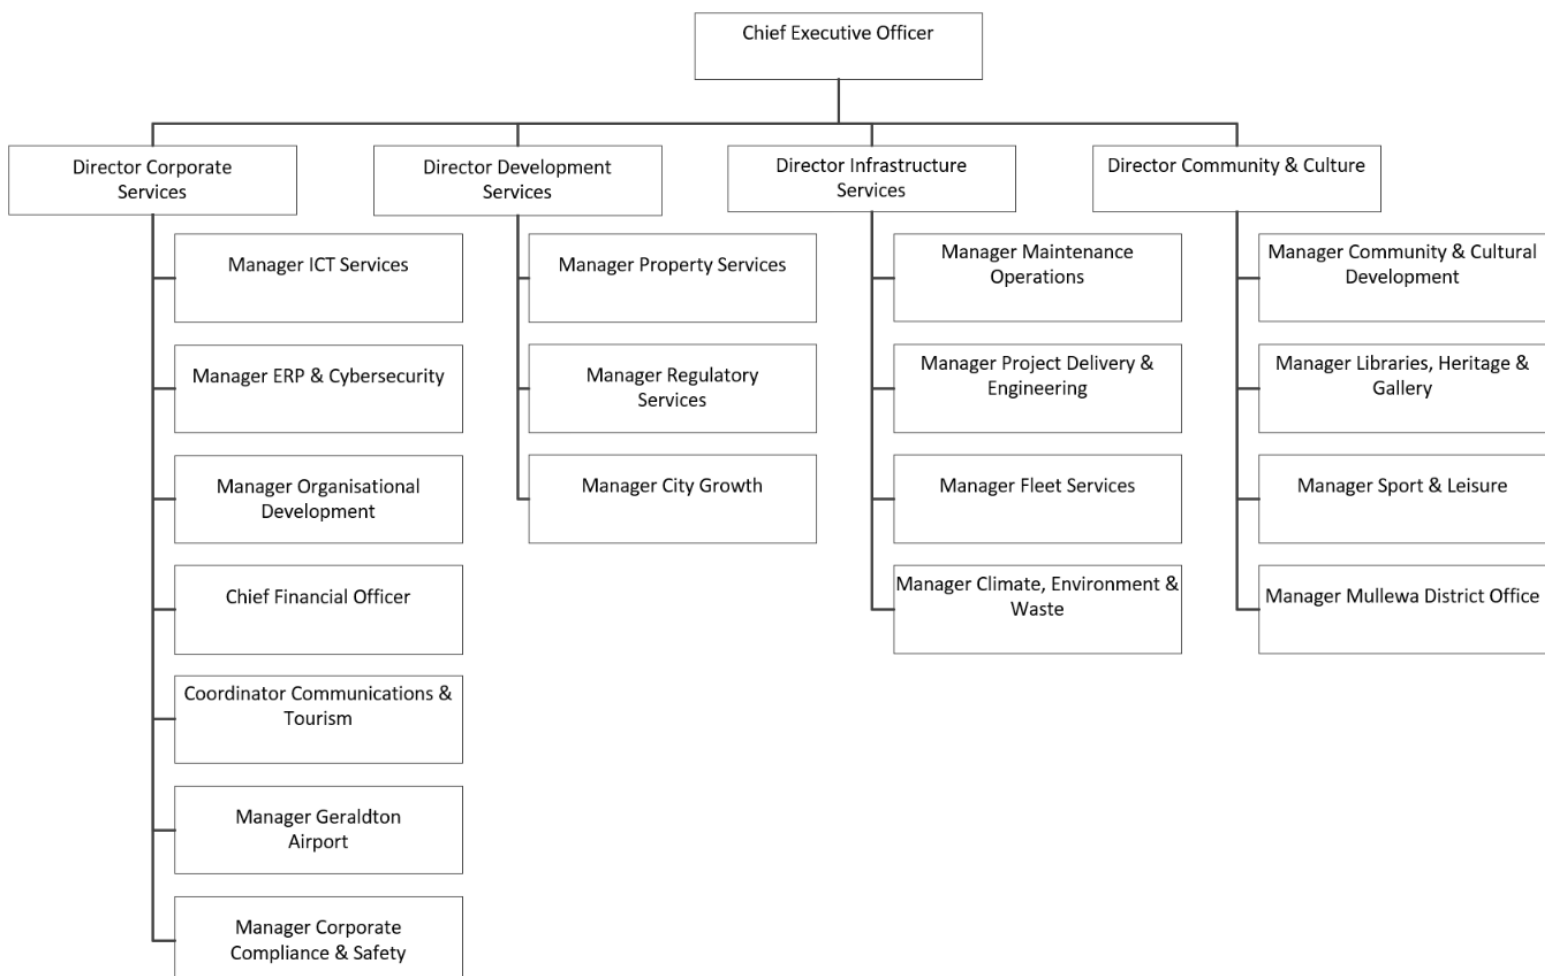 Chief Executive Officer
Director Corporate
Services
Manager ICT Services
Manager ERP & Cybersecurity
Manager Organisational
Development
Chief Financial Officer
Coordinator Communications &
Tourism
Manager Geraldton
Airport
Manager Corporate
Compliance & Safety
Director Development
Services
Manager Property Services
Manager Regulatory
Services
Manager City Growth
Director Infrastructure
Services
Manager Maintenance
Operations
Manager Project Delivery &
Engineering
Manager Fleet Services
Manager Climate, Environment &
Waste
Director Community & Culture
Manager Community & Cultural
Development
Manager Libraries, Heritage &
Gallery
Manager Sport & Leisure
Manager Mullewa District Office